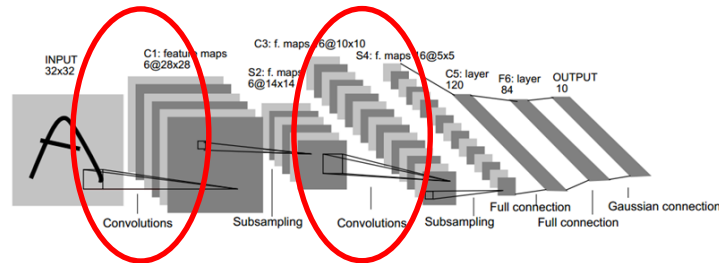 INPUT
32x32
C1: feature maps
6@28x28
S2: f. maps
6@14x14
C3: f. maps 16@10x10
S4: f. maps 16@5x5
C5: layer
120
F6: layer
84
OUTPUT
10
Convolutions
Subsampling
Convolutions
Subsampling
Full connection
Full connection
Gaussian connections